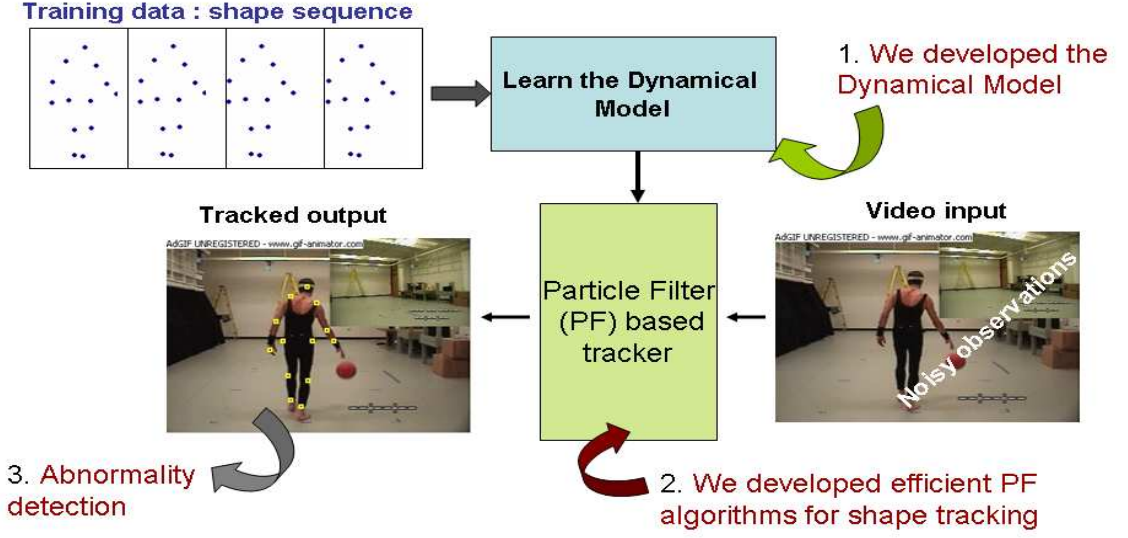 Training data : shape sequence
Learn the Dynamical
Model
1. We developed the
Dynamical Model
Tracked output
AdGIF UNREGISTERED - www.gif-animator.com
Particle Filter
(PF) based
tracker
Video input
AdGIF UNREGISTERED - www.gif-animator.com
Noisy observations
3. Abnormality
detection
2. We developed efficient PF
algorithms for shape tracking